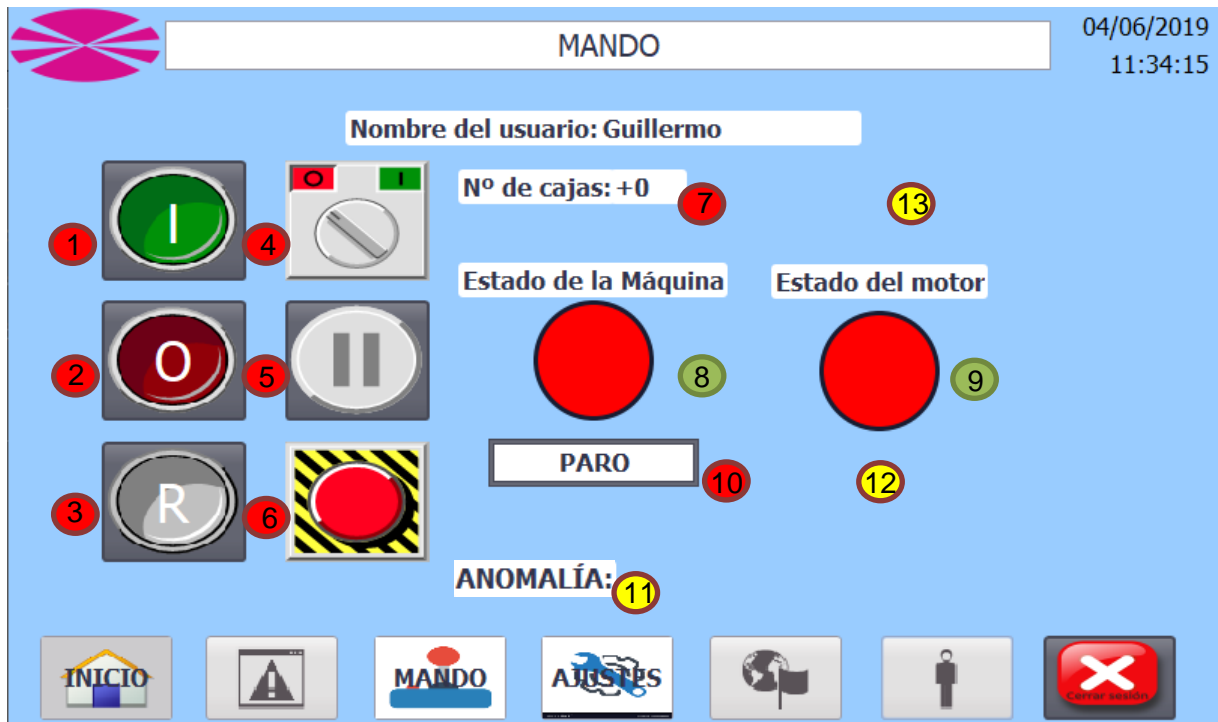 MANDO
04/06/2019
11:34:15
Nombre del usuario: Guillermo
I
1
O I
4
Nº de cajas: +0
7
13
Estado de la Máquina
Estado del motor
O
2
5
8
9
PARO
10
12
R
3
6
ANOMALÍA:
11
INICIO
MANDO
AJUSTES
Cerrar sesión